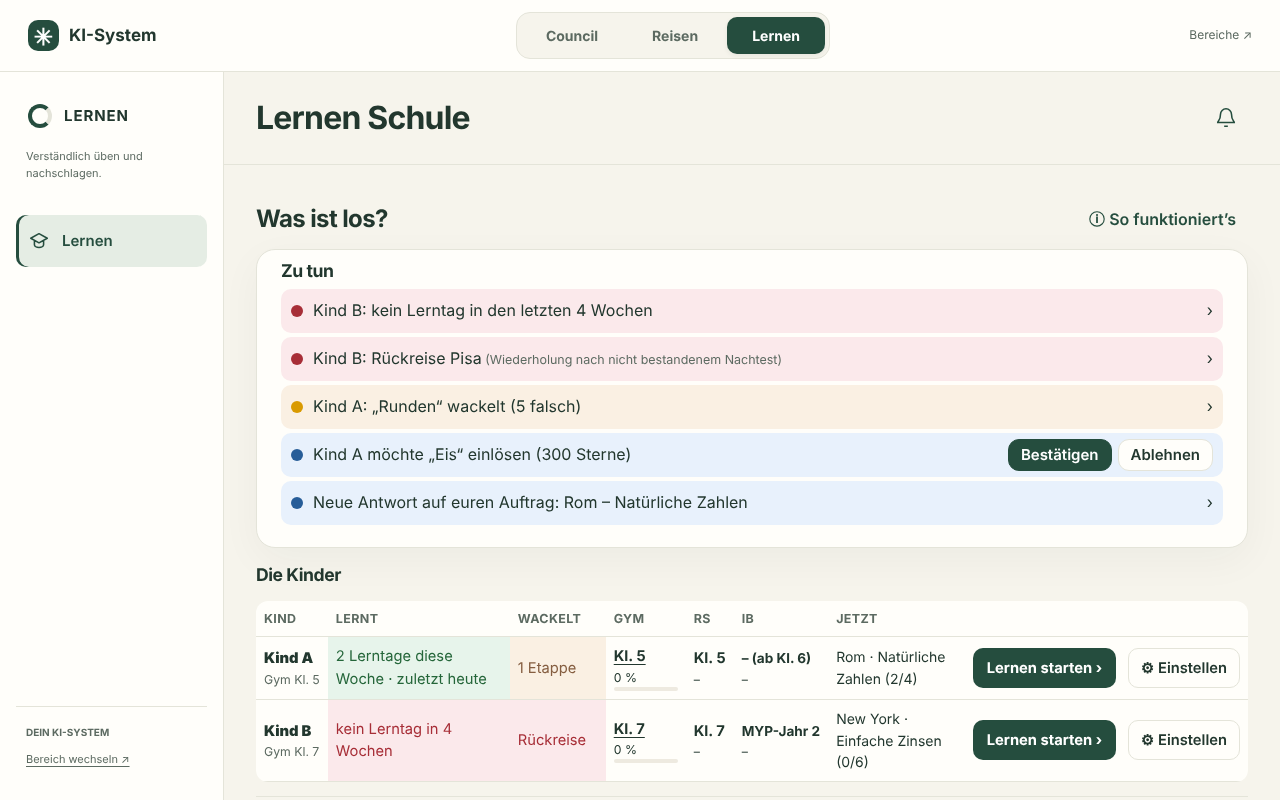 KI-System
Council
Reisen
Lernen
Bereiche ↗
LERNEN
Verständlich üben und
nachschlagen.
Lernen
DEIN KI-SYSTEM
Bereich wechseln ↗
Lernen Schule
Was ist los?
ⓘ So funktioniert’s
Zu tun
Kind B: kein Lerntag in den letzten 4 Wochen ›
Kind B: Rückreise Pisa (Wiederholung nach nicht bestandenem Nachtest) ›
Kind A: „Runden“ wackelt (5 falsch) ›
Kind A möchte „Eis“ einlösen (300 Sterne) Bestätigen Ablehnen
Neue Antwort auf euren Auftrag: Rom – Natürliche Zahlen ›
Die Kinder
KIND LERNT WACKELT GYM RS IB JETZT
Kind A
Gym Kl. 5
2 Lerntage diese
Woche · zuletzt heute
1 Etappe
Kl. 5
0 %
Kl. 5
–
– (ab Kl. 6)
–
Rom · Natürliche
Zahlen (2/4)
Lernen starten ›
⚙ Einstellen
Kind B
Gym Kl. 7
kein Lerntag in 4
Wochen
Rückreise
Kl. 7
0 %
Kl. 7
–
MYP-Jahr 2
–
New York ·
Einfache Zinsen
(0/6)
Lernen starten ›
⚙ Einstellen